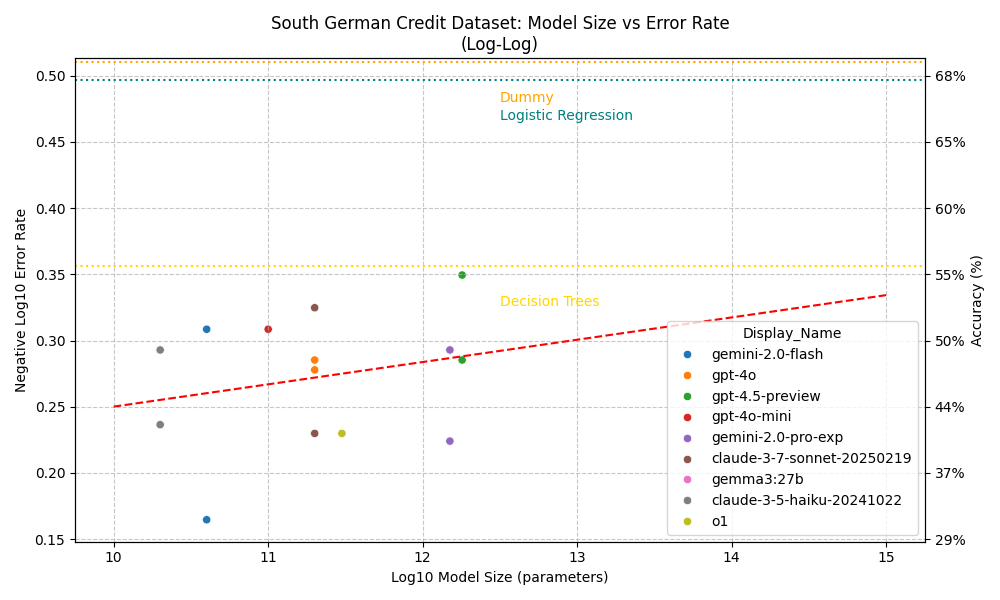 South German Credit Dataset: Model Size vs Error Rate
(Log-Log)
Negative Log10 Error Rate
0.50
0.45
0.40
0.35
0.30
0.25
0.20
0.15
Dummy
Logistic Regression
Decision Trees
Display_Name
gemini-2.0-flash
gpt-4o
gpt-4.5-preview
gpt-4o-mini
gemini-2.0-pro-exp
claude-3-7-sonnet-20250219
gemma3:27b
claude-3-5-haiku-20241022
o1
68%
65%
60%
55%
50%
44%
37%
29%
Accuracy (%)
10 11 12 13 14 15
Log10 Model Size (parameters)